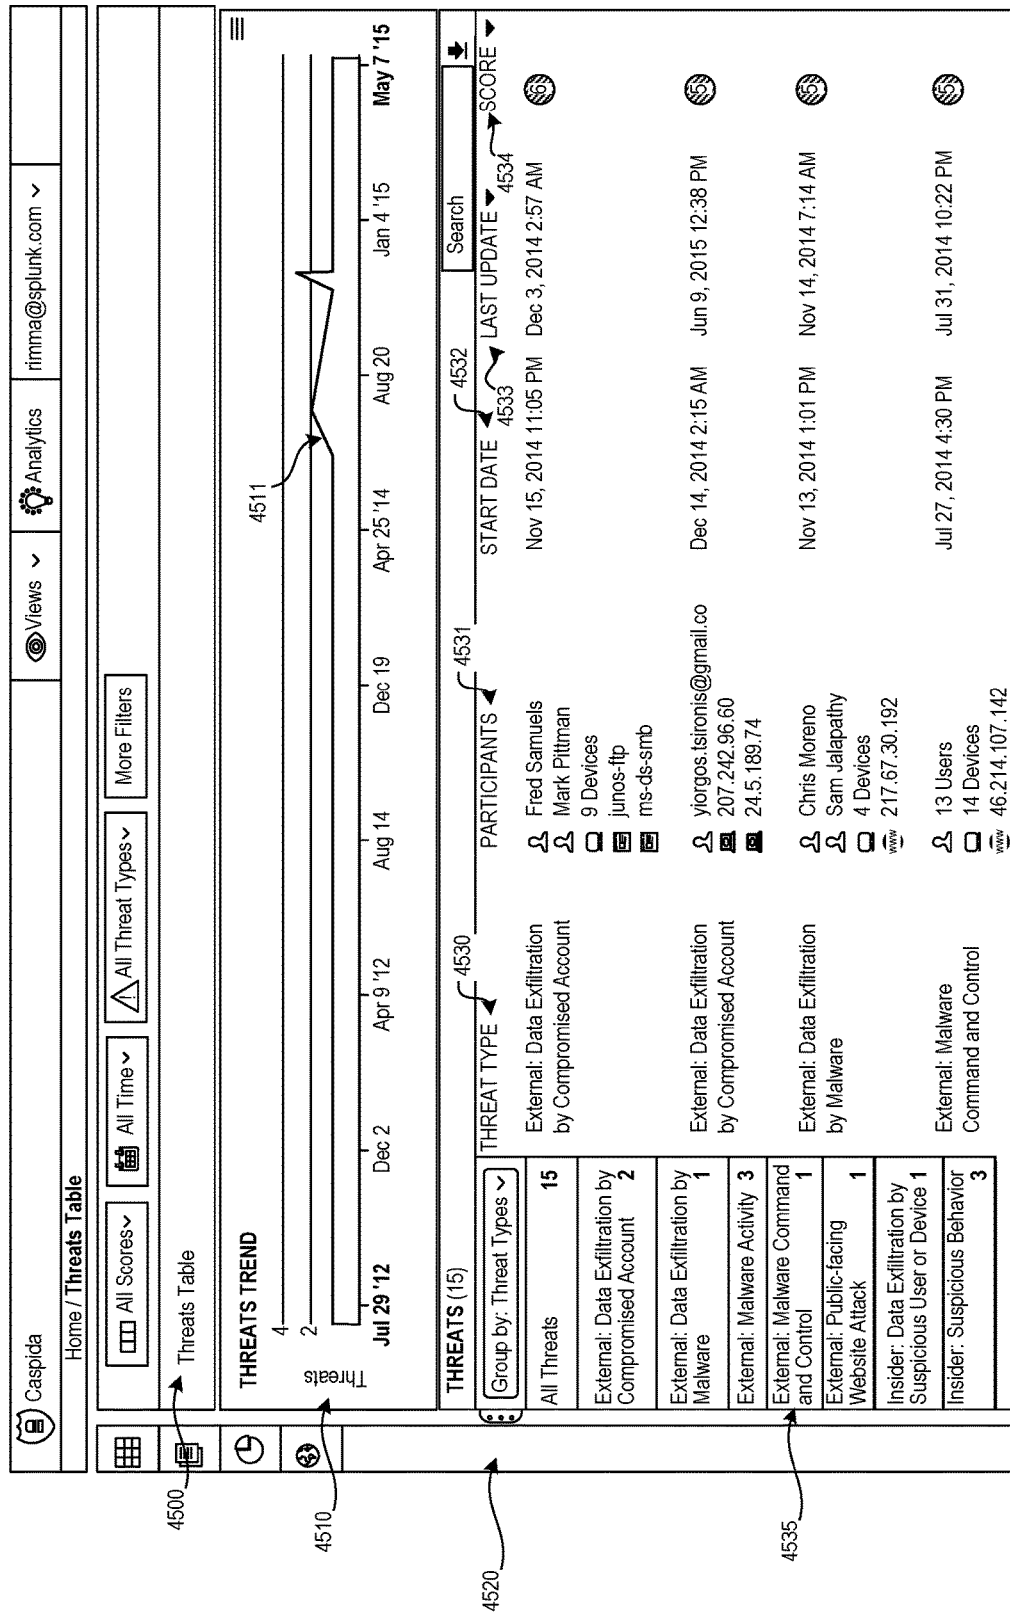 Caspida
Views
Analytics
rimma@splunk.com
Home / Threats Table
All Scores
All Time
All Threat Types
More Filters
4500
Threats Table
THREATS TREND
4510
Threats
4
2
4511
Jul 29 '12
Dec 2
Apr 9 '12
Aug 14
Dec 19
Apr 25 '14
Aug 20
Jan 4 '15
May 7 '15
4520
THREATS (15)
Search
4530
4531
4532
4533
4534
Group by: Threat Types
THREAT TYPE
PARTICIPANTS
START DATE
LAST UPDATE
SCORE
All Threats 15
External: Data Exfiltration by
Compromised Account 2
External: Data Exfiltration by
Malware 1
External: Malware Activity 3
External: Malware Command
and Control 1
External: Public-facing
Website Attack 1
Insider: Data Exfiltration by
Suspicious User or Device 1
Insider: Suspicious Behavior
3
4535
External: Data Exfiltration
by Compromised Account
Fred Samuels
Mark Pittman
9 Devices
junos-ftp
ms-ds-smb
Nov 15, 2014 11:05 PM
Dec 3, 2014 2:57 AM
6
External: Data Exfiltration
by Compromised Account
yiorgos.tsironis@gmail.co
207.242.96.60
24.5.189.74
Dec 14, 2014 2:15 AM
Jun 9, 2015 12:38 PM
5
External: Data Exfiltration
by Malware
Chris Moreno
Sam Jalapathy
4 Devices
www 217.67.30.192
Nov 13, 2014 1:01 PM
Nov 14, 2014 7:14 AM
5
External: Malware
Command and Control
13 Users
14 Devices
www 46.214.107.142
Jul 27, 2014 4:30 PM
Jul 31, 2014 10:22 PM
5